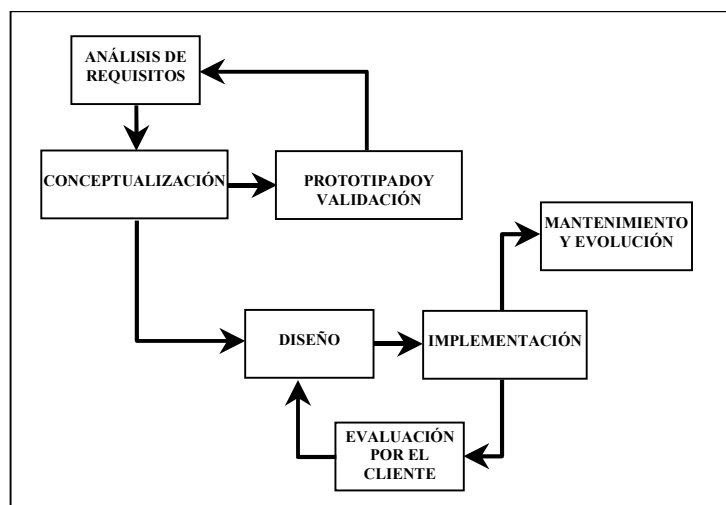 ANÁLISIS DE
REQUISITOS
CONCEPTUALIZACIÓN
PROTOTIPADOY
VALIDACIÓN
MANTENIMIENTO
Y EVOLUCIÓN
DISEÑO
IMPLEMENTACIÓN
EVALUACIÓN
POR EL
CLIENTE